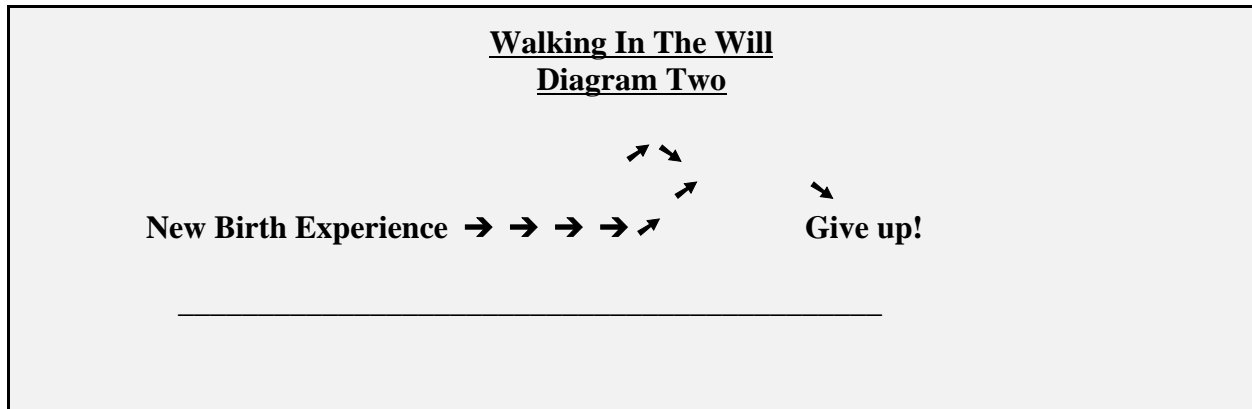 Walking In The Will
Diagram Two
New Birth Experience ➔ ➔ ➔ ➔ Give up!